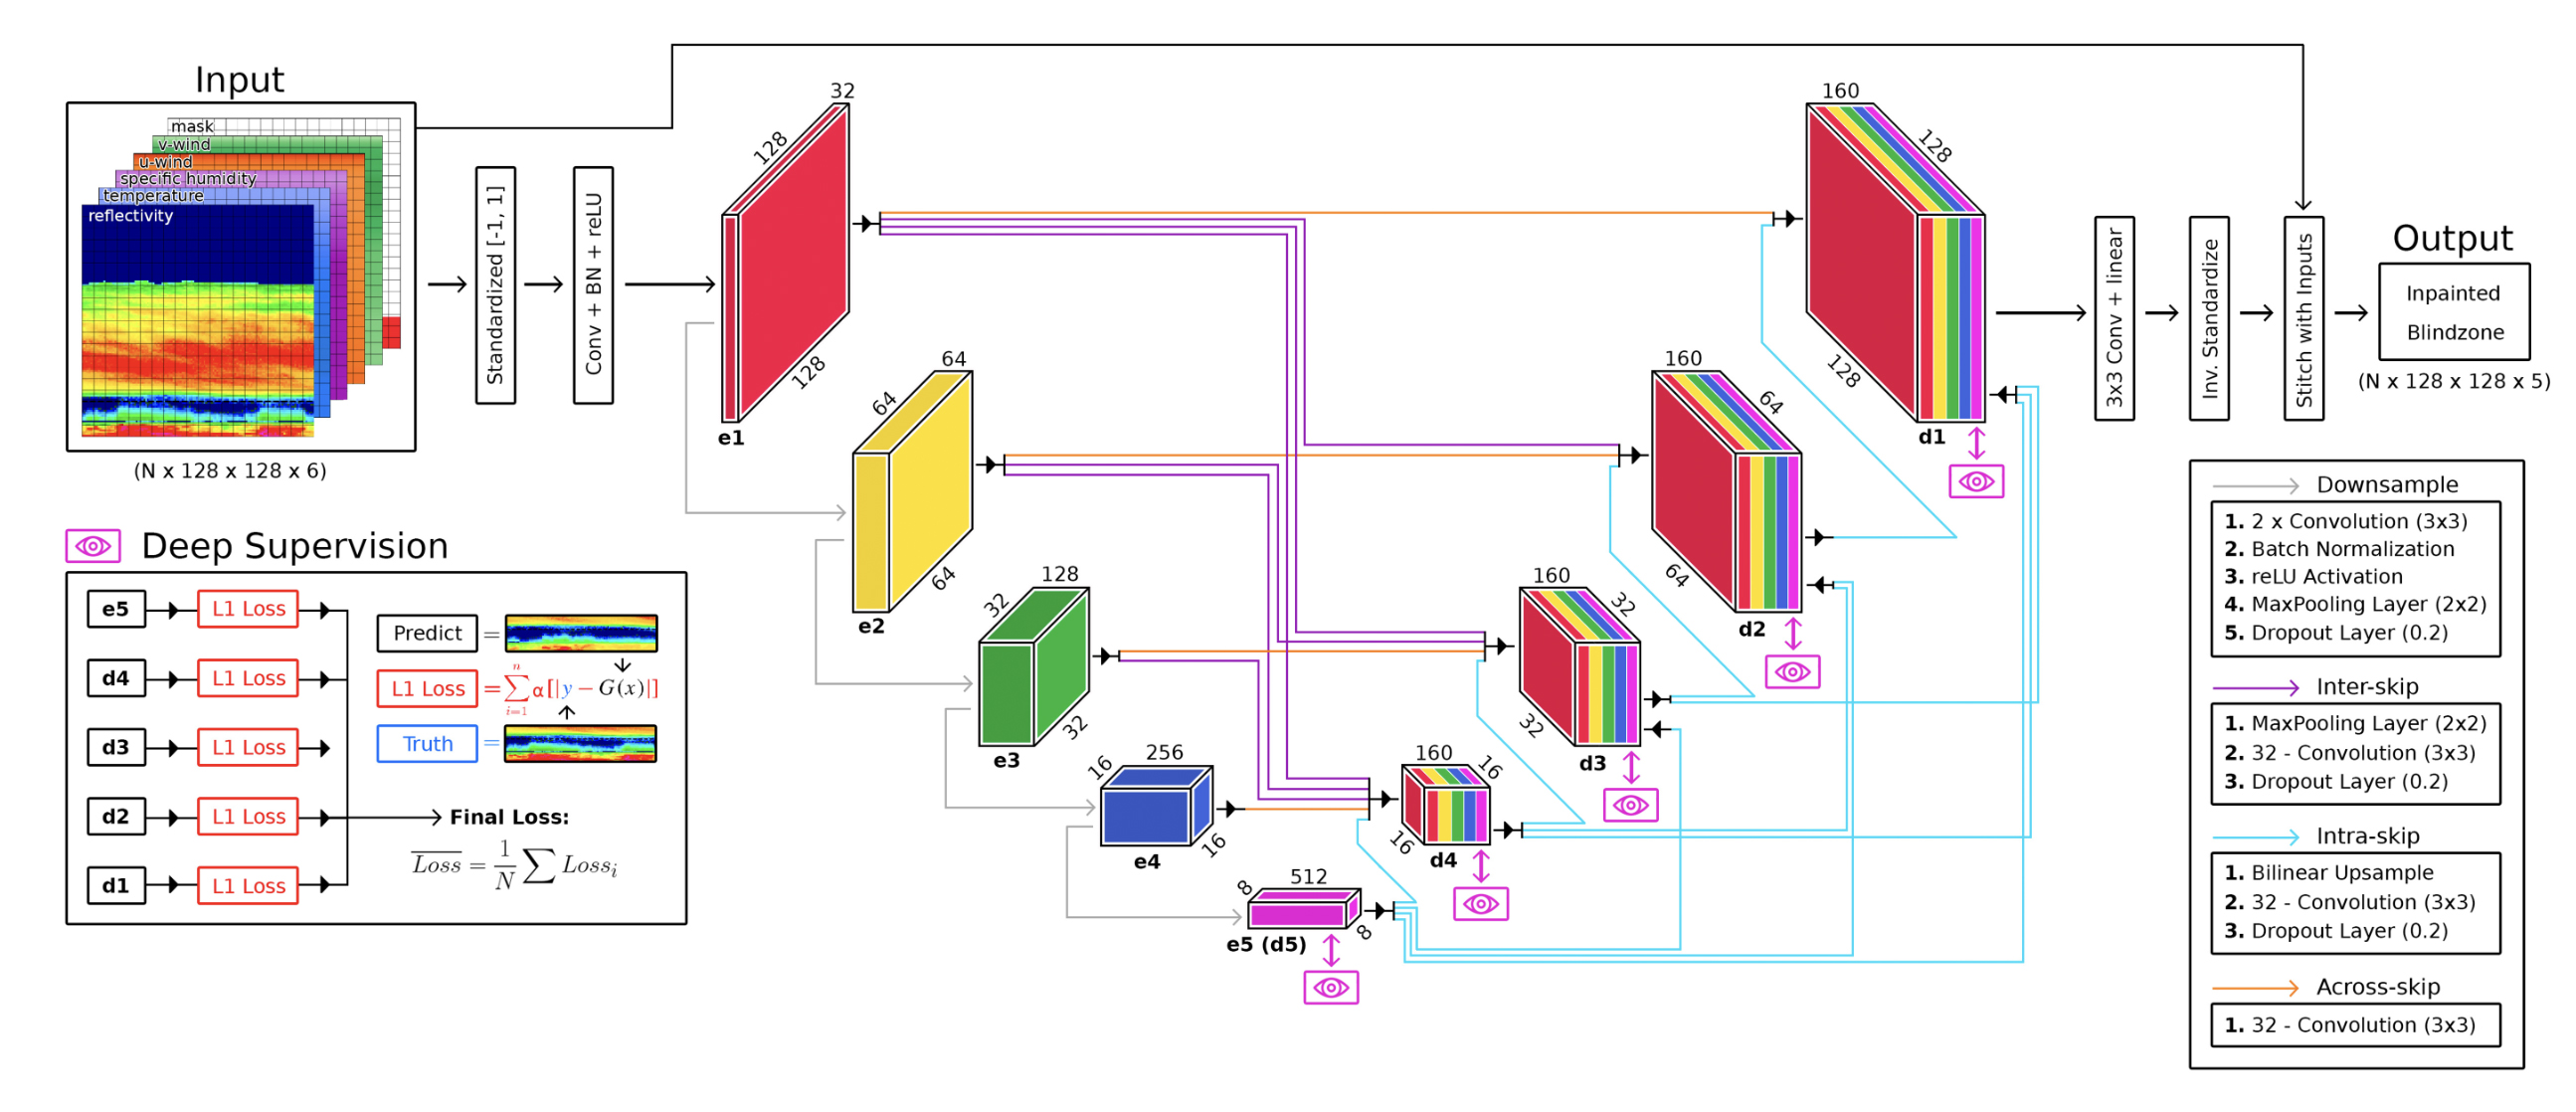 Input
mask
v-wind
u-wind
specific humidity
temperature
reflectivity
(N x 128 x 128 x 6)
Standardized [-1, 1]
Conv + BN + reLU
32
128
128
e1
64
64
64
e2
128
32
32
e3
256
16
16
e4
512
8
8
e5 (d5)
160
128
128
d1
160
64
64
d2
160
32
32
d3
160
16
16
d4
3x3 Conv + linear
Inv. Standardize
Stitch with Inputs
Output
Inpainted
Blindzone
(N x 128 x 128 x 5)
Deep Supervision
e5 L1 Loss
d4 L1 Loss
d3 L1 Loss
d2 L1 Loss
d1 L1 Loss
Predict =
L1 Loss = n ∑ i=1 α[|y − G(x)|]
Truth =
Final Loss:
\overline{Loss} = 1/N ∑ Loss_i
Downsample
1. 2 x Convolution (3x3)
2. Batch Normalization
3. reLU Activation
4. MaxPooling Layer (2x2)
5. Dropout Layer (0.2)
Inter-skip
1. MaxPooling Layer (2x2)
2. 32 - Convolution (3x3)
3. Dropout Layer (0.2)
Intra-skip
1. Bilinear Upsample
2. 32 - Convolution (3x3)
3. Dropout Layer (0.2)
Across-skip
1. 32 - Convolution (3x3)